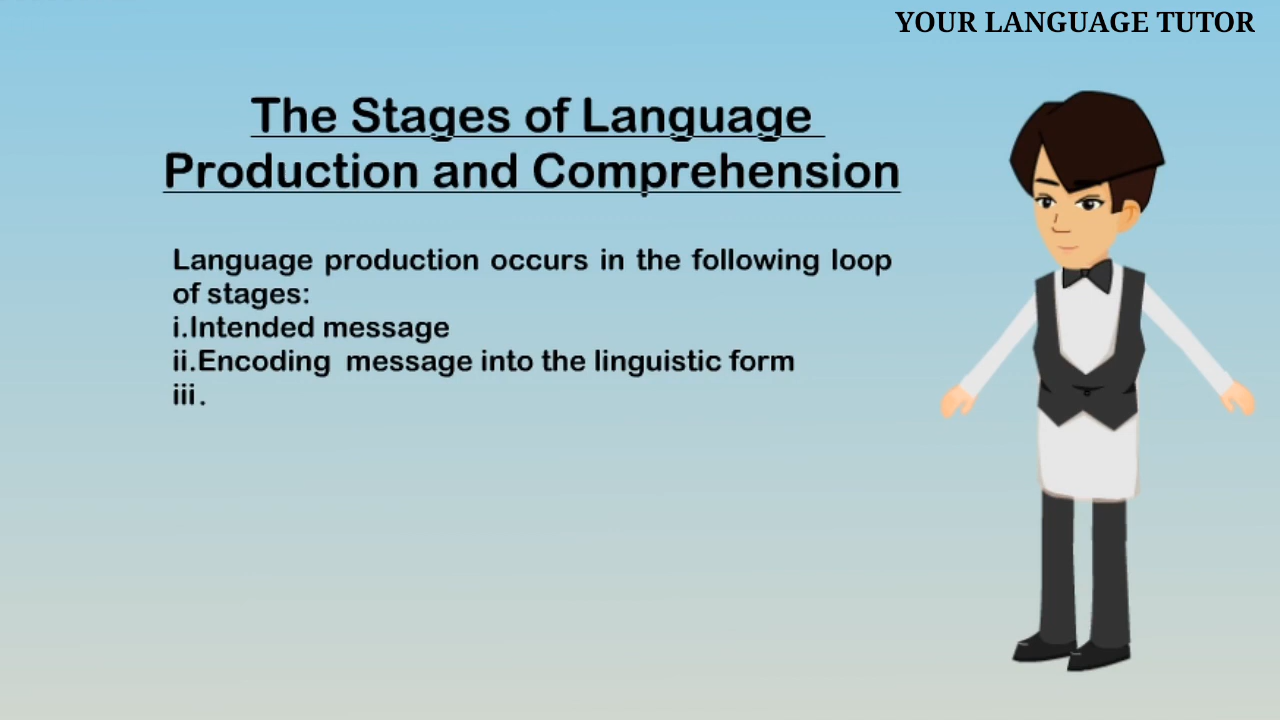 YOUR LANGUAGE TUTOR
The Stages of Language
Production and Comprehension
Language production occurs in the following loop
of stages:
i.Intended message
ii.Encoding message into the linguistic form
iii.